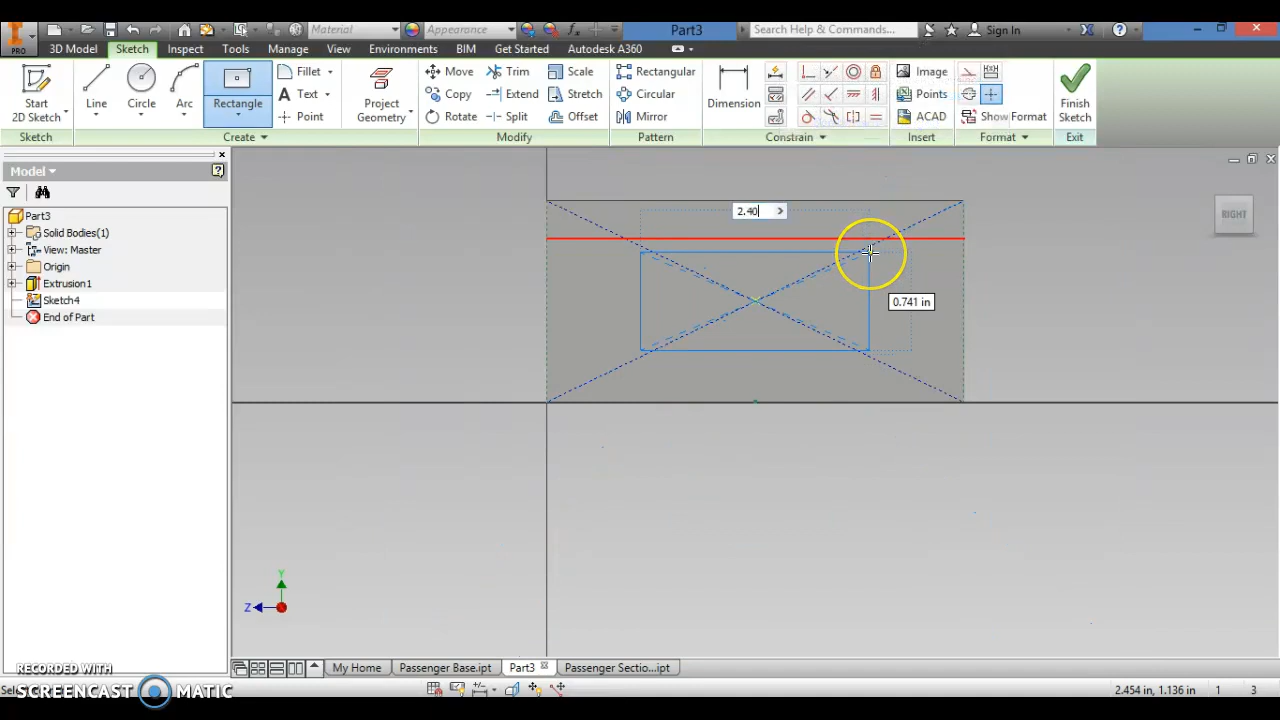 PRO
Material
Appearance
Part3
Search Help & Commands...
Sign In
3D Model
Sketch
Inspect
Tools
Manage
View
Environments
BIM
Get Started
Autodesk A360
Start
2D Sketch
Line
Circle
Arc
Rectangle
Fillet
Text
Point
Project
Geometry
Move
Copy
Rotate
Trim
Extend
Split
Scale
Stretch
Offset
Rectangular
Circular
Mirror
Dimension
Image
Points
ACAD
Show Format
Finish
Sketch
Sketch
Create
Modify
Pattern
Constrain
Insert
Format
Exit
Model
Part3
Solid Bodies(1)
View: Master
Origin
Extrusion1
Sketch4
End of Part
2.40
0.741 in
RIGHT
Y
Z
My Home
Passenger Base.ipt
Part3
Passenger Sectio...ipt
RECORDED WITH
SCREENCAST MATIC
2.454 in, 1.136 in
1
3